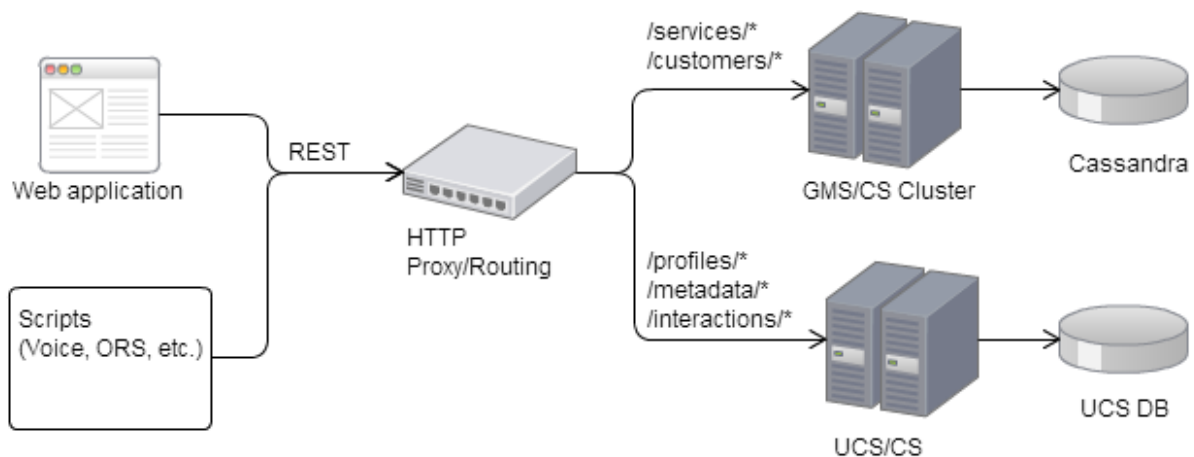 /services/*
/customers/*
REST
Web application
GMS/CS Cluster
Cassandra
HTTP
Proxy/Routing
/profiles/*
/metadata/*
/interactions/*
Scripts
(Voice, ORS, etc.)
UCS DB
UCS/CS